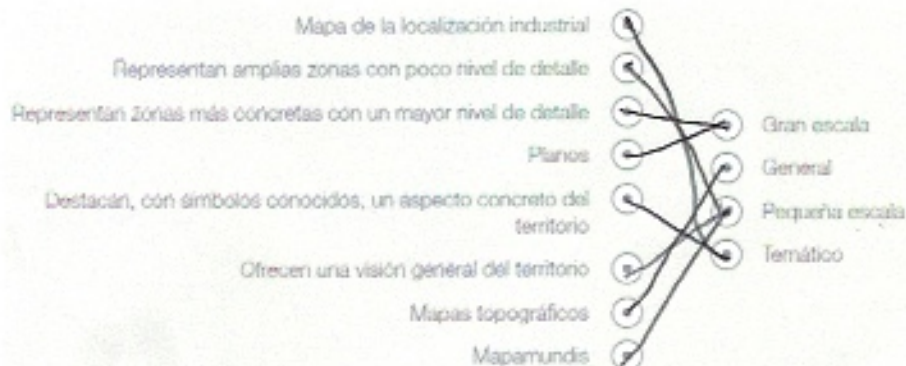 Mapa de la localización industrial
Representan amplias zonas con poco nivel de detalle
Representan zonas más concretas con un mayor nivel de detalle
Gran escala
Planos
General
Destacan, con símbolos conocidos, un aspecto concreto del
territorio
Pequeña escala
Temático
Ofrecen una visión general del territorio
Mapas topográficos
Mapamundis